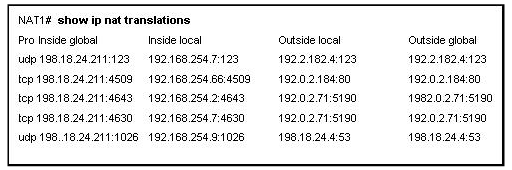 NAT1# show ip nat translations
Pro Inside global Inside local Outside local Outside global
udp 198.18.24.211:123 192.168.254.7:123 192.2.182.4:123 192.2.182.4:123
tcp 198.18.24.211:4509 192.168.254.66:4509 192.0.2.184:80 192.0.2.184:80
tcp 198.18.24.211:4643 192.168.254.2:4643 192.0.2.71:5190 1982.0.2.71:5190
tcp 198.18.24.211:4630 192.168.254.7:4630 192.0.2.71:5190 192.0.2.71:5190
udp 198..18.24.211:1026 192.168.254.9:1026 198.18.24.4:53 198.18.24.4:53